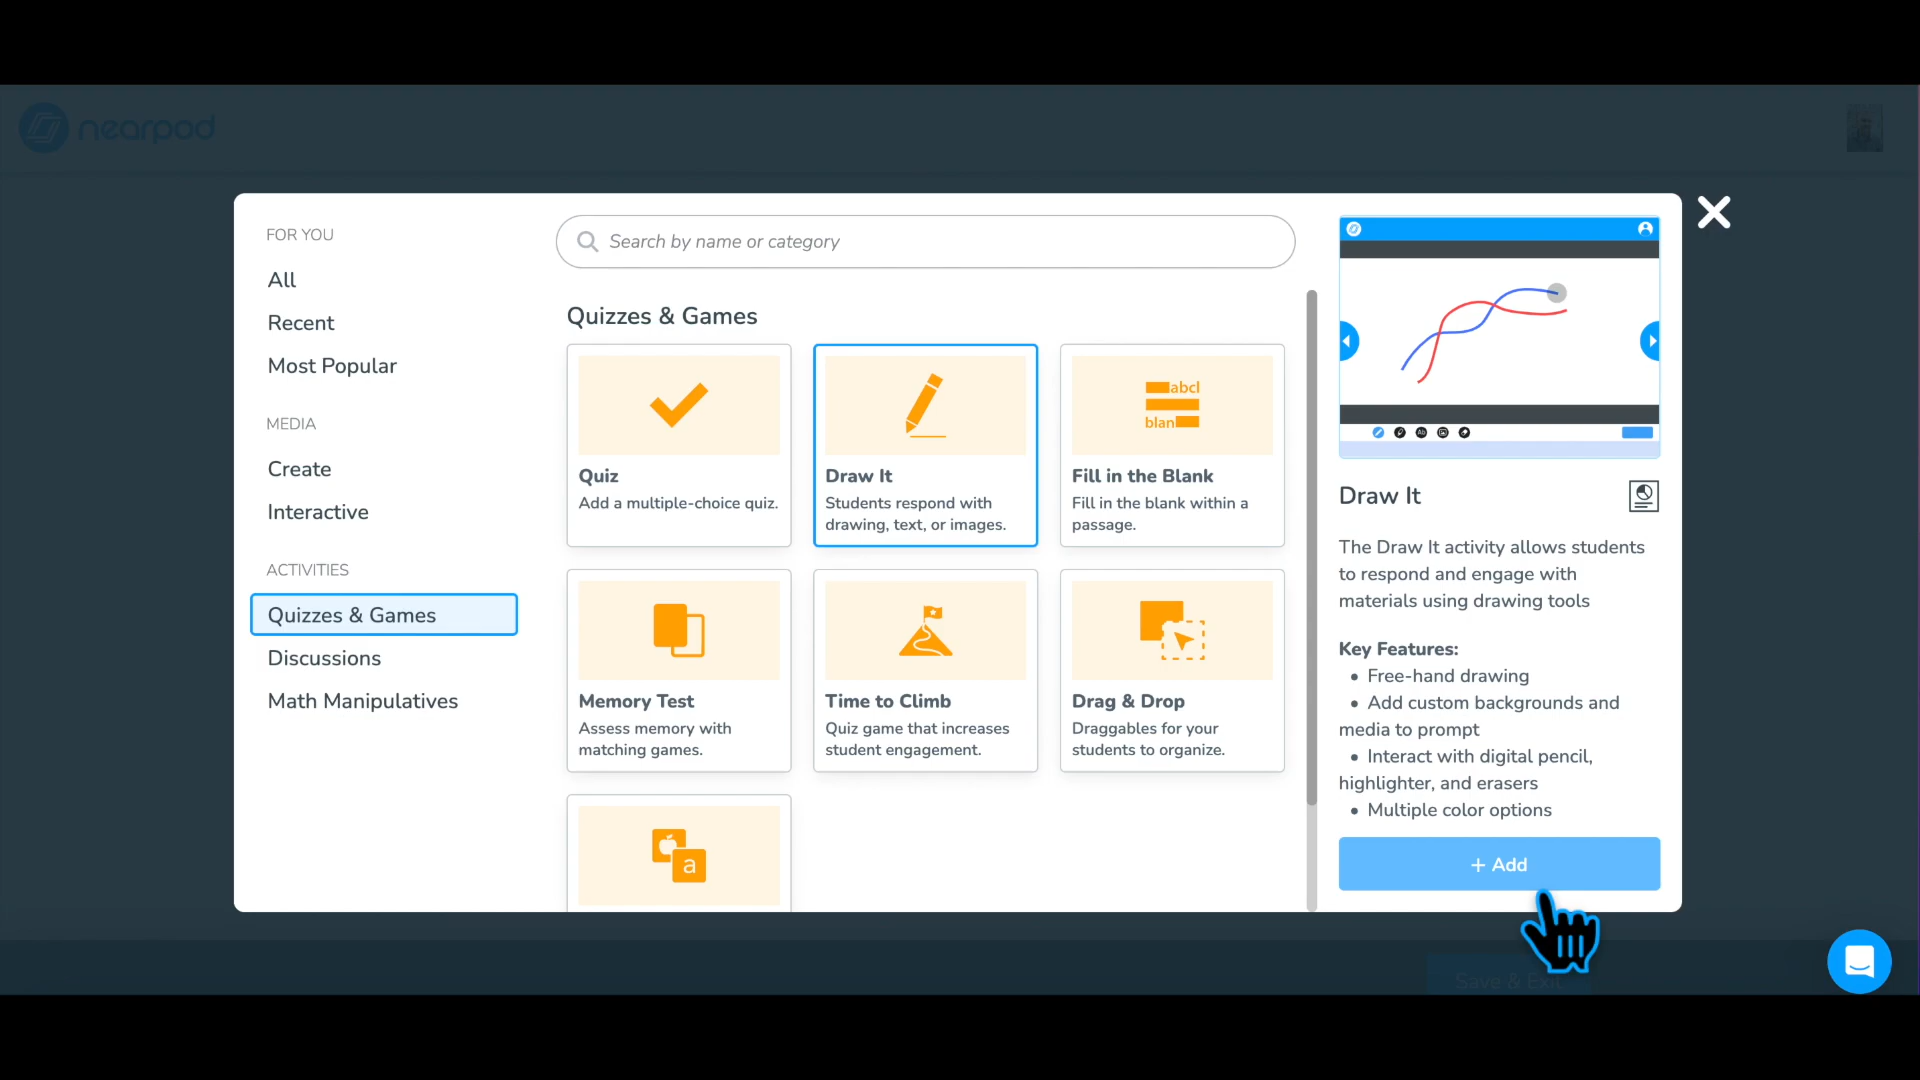 nearpod
FOR YOU
All
Recent
Most Popular
MEDIA
Create
Interactive
ACTIVITIES
Quizzes & Games
Discussions
Math Manipulatives
Search by name or category
Quizzes & Games
Quiz
Add a multiple-choice quiz.
Draw It
Students respond with
drawing, text, or images.
abcl
blan
Fill in the Blank
Fill in the blank within a
passage.
Memory Test
Assess memory with
matching games.
Time to Climb
Quiz game that increases
student engagement.
Drag & Drop
Draggables for your
students to organize.
a
Ab
Draw It
The Draw It activity allows students
to respond and engage with
materials using drawing tools
Key Features:
• Free-hand drawing
• Add custom backgrounds and
media to prompt
• Interact with digital pencil,
highlighter, and erasers
• Multiple color options
+ Add
Save & Exit